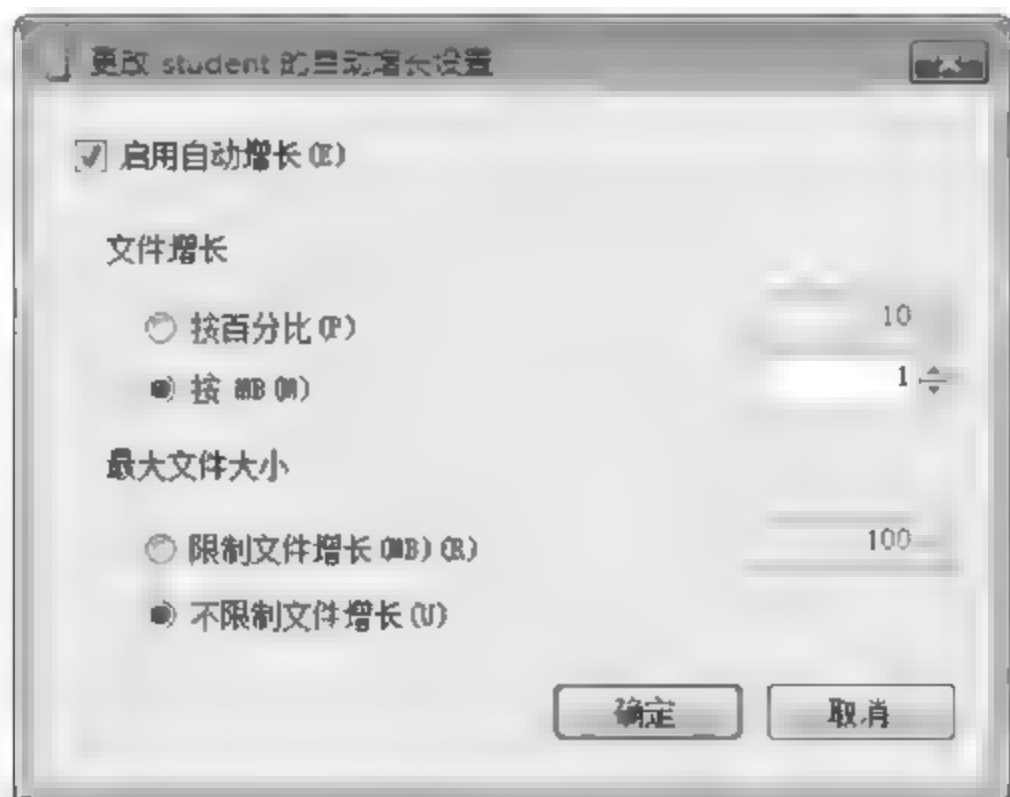 更改 student 的自动增长设置
启用自动增长(E)
文件增长
按百分比(P) 10
按 MB(M) 1
最大文件大小
限制文件增长(MB)(R) 100
不限制文件增长(U)
确定 取消